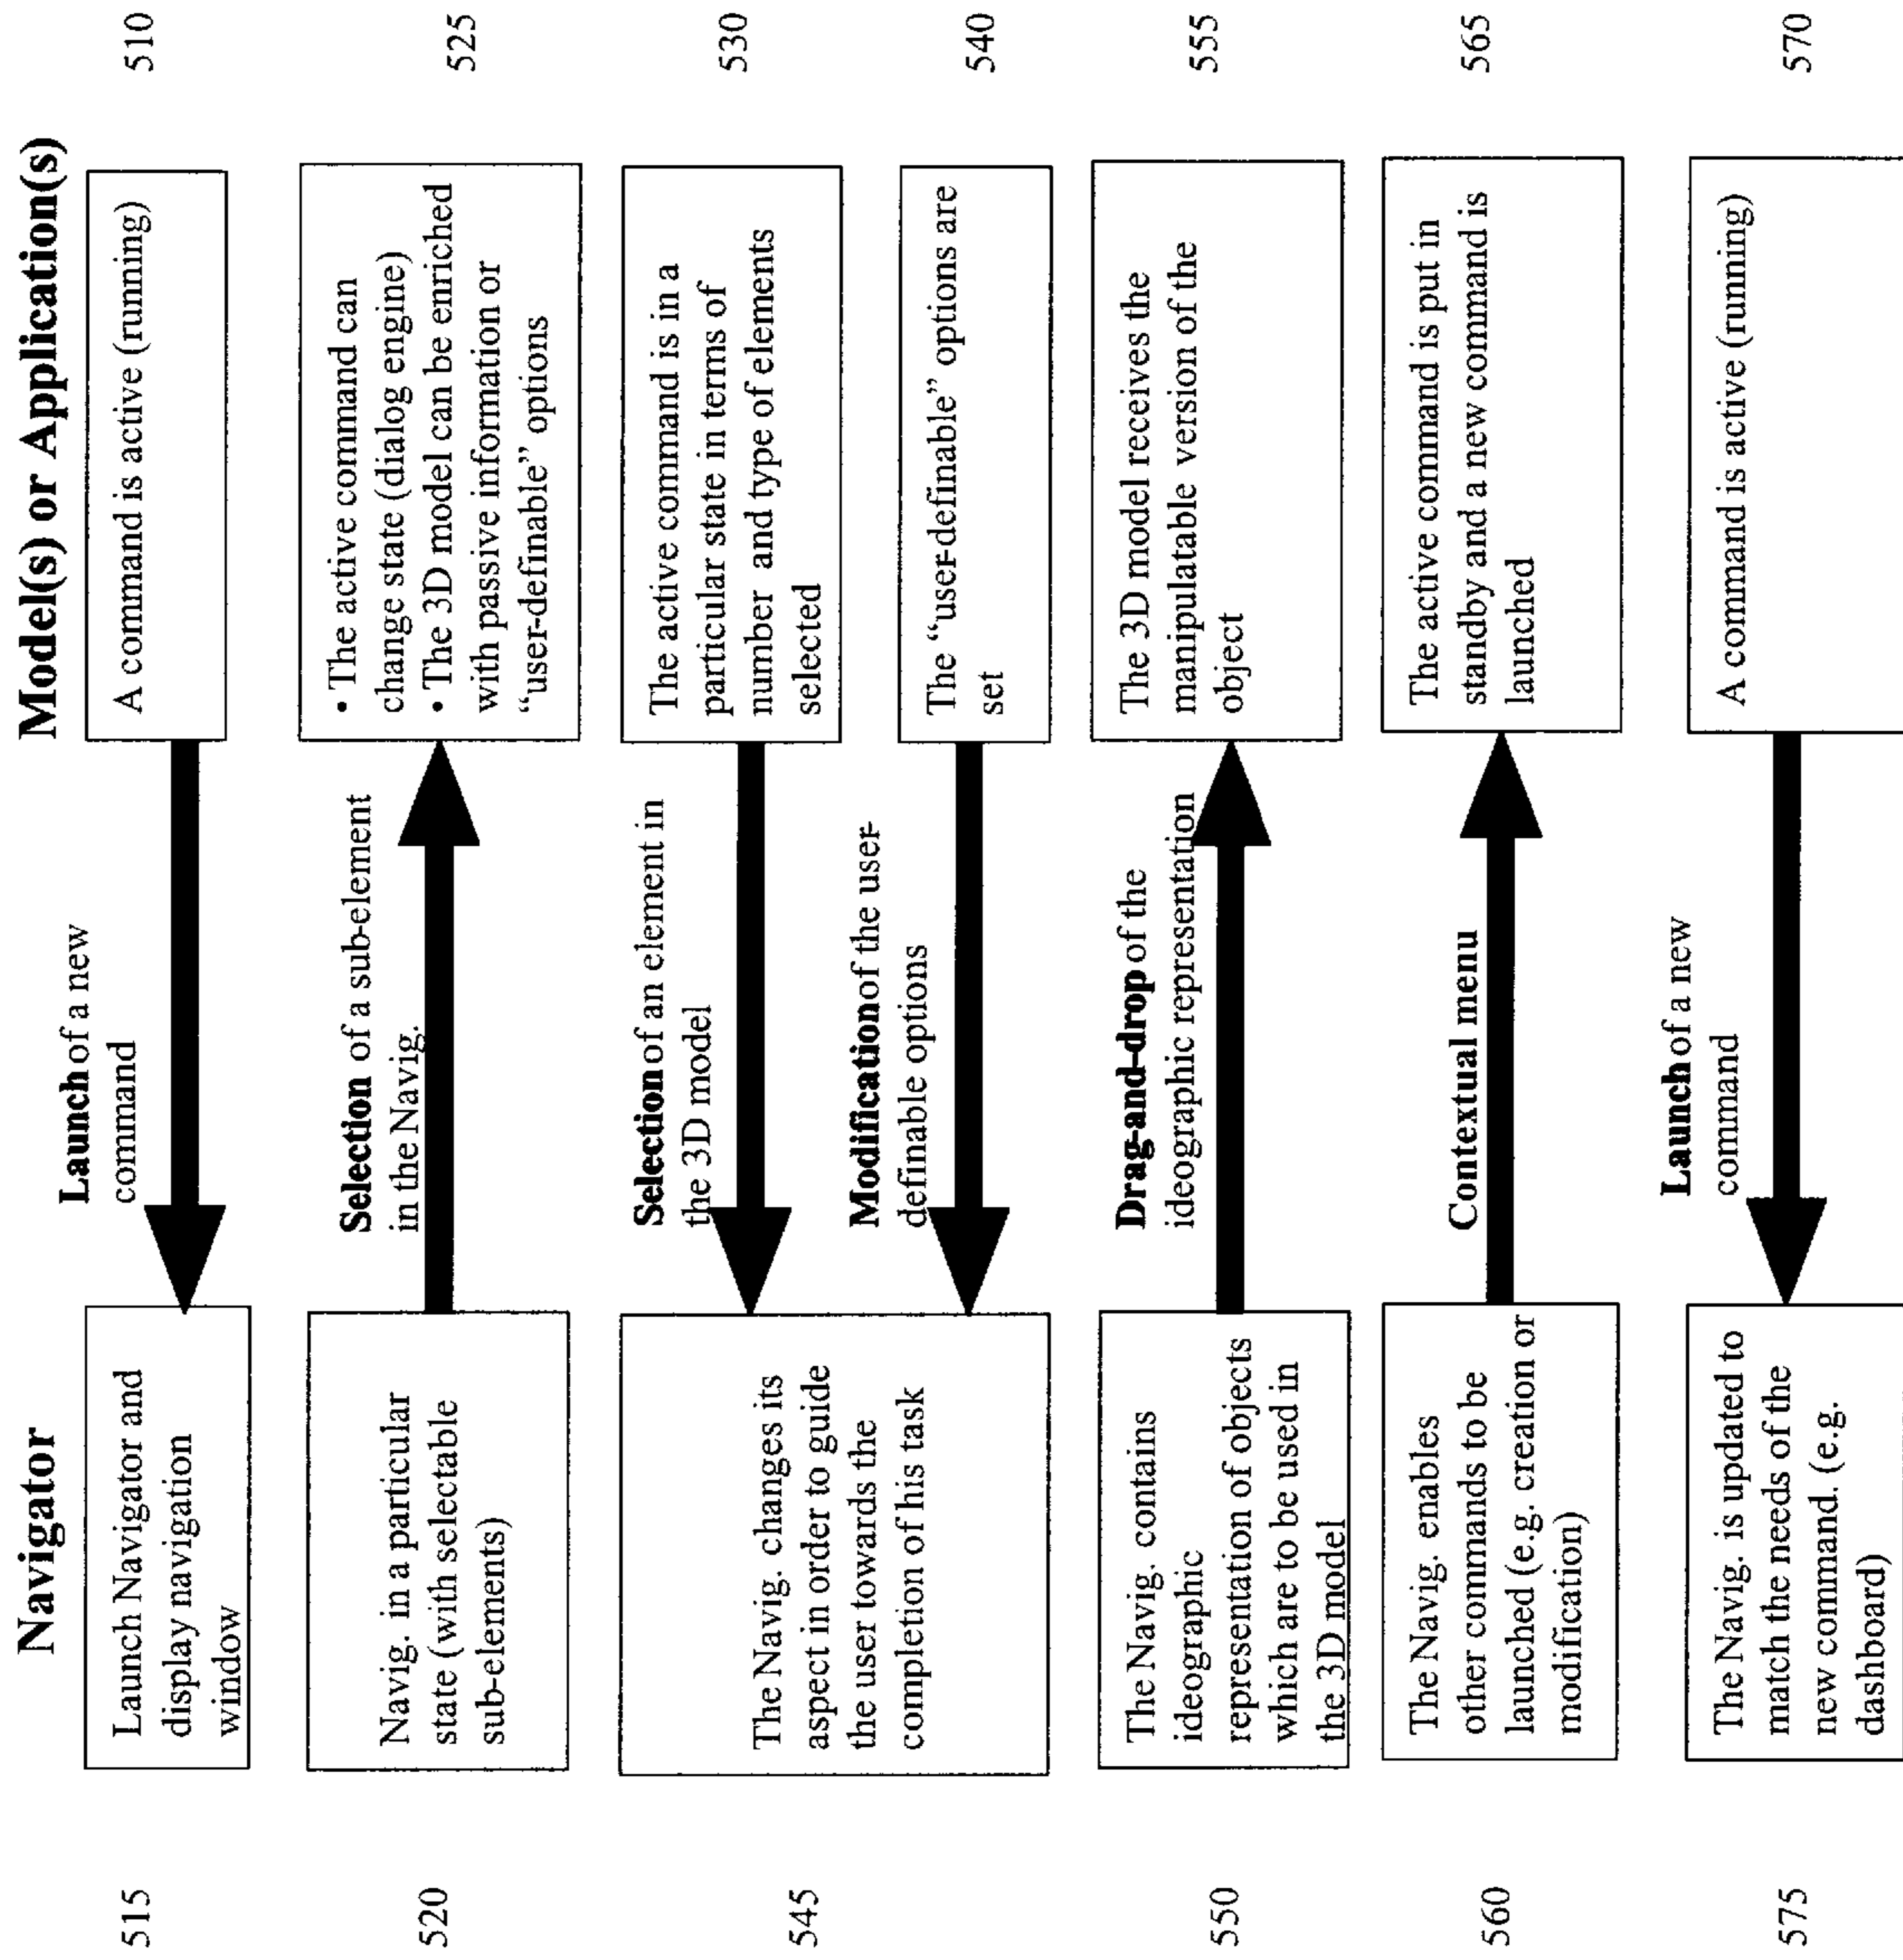 Navigator
Model(s) or Application(s)
515
Launch Navigator and
display navigation
window
Launch of a new
command
A command is active (running)
510
520
Navig. in a particular
state (with selectable
sub-elements)
Selection of a sub-element
in the Navig.
• The active command can
change state (dialog engine)
• The 3D model can be enriched
with passive information or
“user-definable” options
525
545
The Navig. changes its
aspect in order to guide
the user towards the
completion of his task
Selection of an element in
the 3D model
The active command is in a
particular state in terms of
number and type of elements
selected
530
Modification of the user-
definable options
The “user-definable” options are
set
540
550
The Navig. contains
ideographic
representation of objects
which are to be used in
the 3D model
Drag-and-drop of the
ideographic representation
The 3D model receives the
manipulatable version of the
object
555
560
The Navig. enables
other commands to be
launched (e.g. creation or
modification)
Contextual menu
The active command is put in
standby and a new command is
launched
565
575
The Navig. is updated to
match the needs of the
new command. (e.g.
dashboard)
Launch of a new
command
A command is active (running)
570